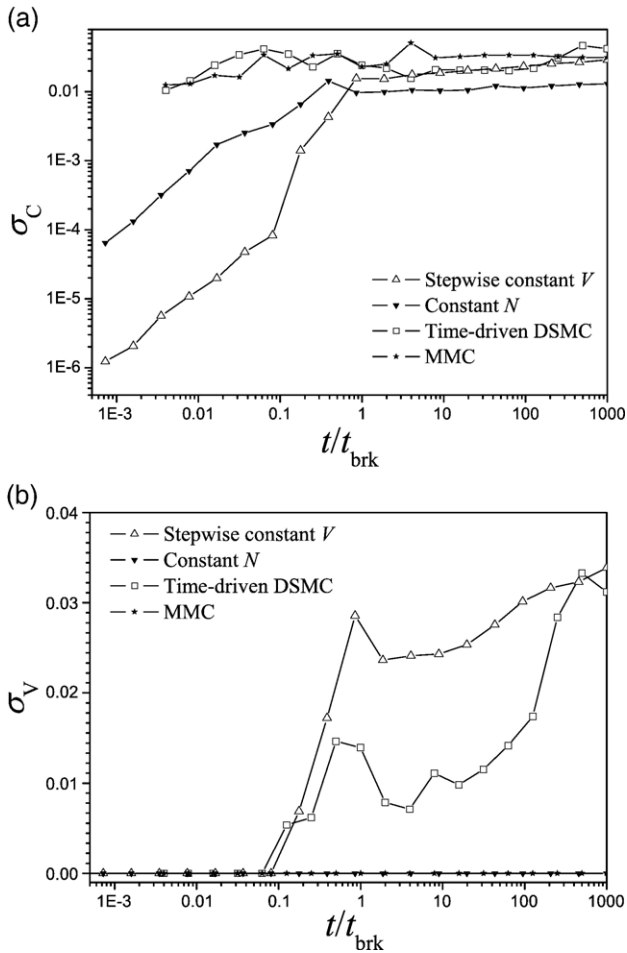 (a)
σC
0.01
1E-3
1E-4
1E-5
1E-6
Stepwise constant V
Constant N
Time-driven DSMC
MMC
1E-3 0.01 0.1 1 10 100 1000
t/tbrk
(b)
σV
0.04
0.03
0.02
0.01
0.00
Stepwise constant V
Constant N
Time-driven DSMC
MMC
1E-3 0.01 0.1 1 10 100 1000
t/tbrk